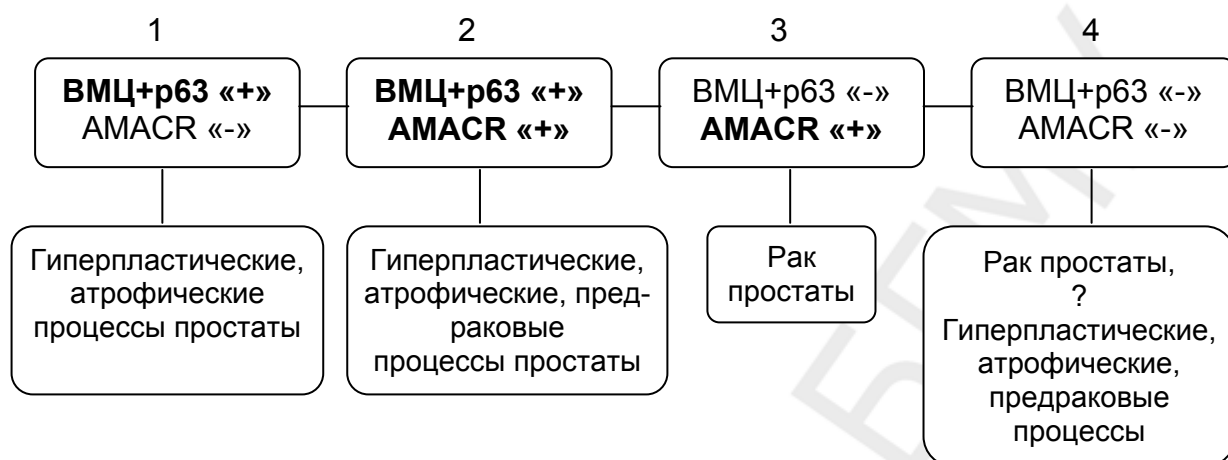 1
2
3
4
ВМЦ+р63 «+»
AMACR «-»
ВМЦ+р63 «+»
AMACR «+»
ВМЦ+р63 «-»
AMACR «+»
ВМЦ+р63 «-»
AMACR «-»
Гиперпластические,
атрофические
процессы простаты
Гиперпластические,
атрофические, пред-
раковые
процессы простаты
Рак
простаты
Рак простаты,
?
Гиперпластические,
атрофические,
предраковые
процессы